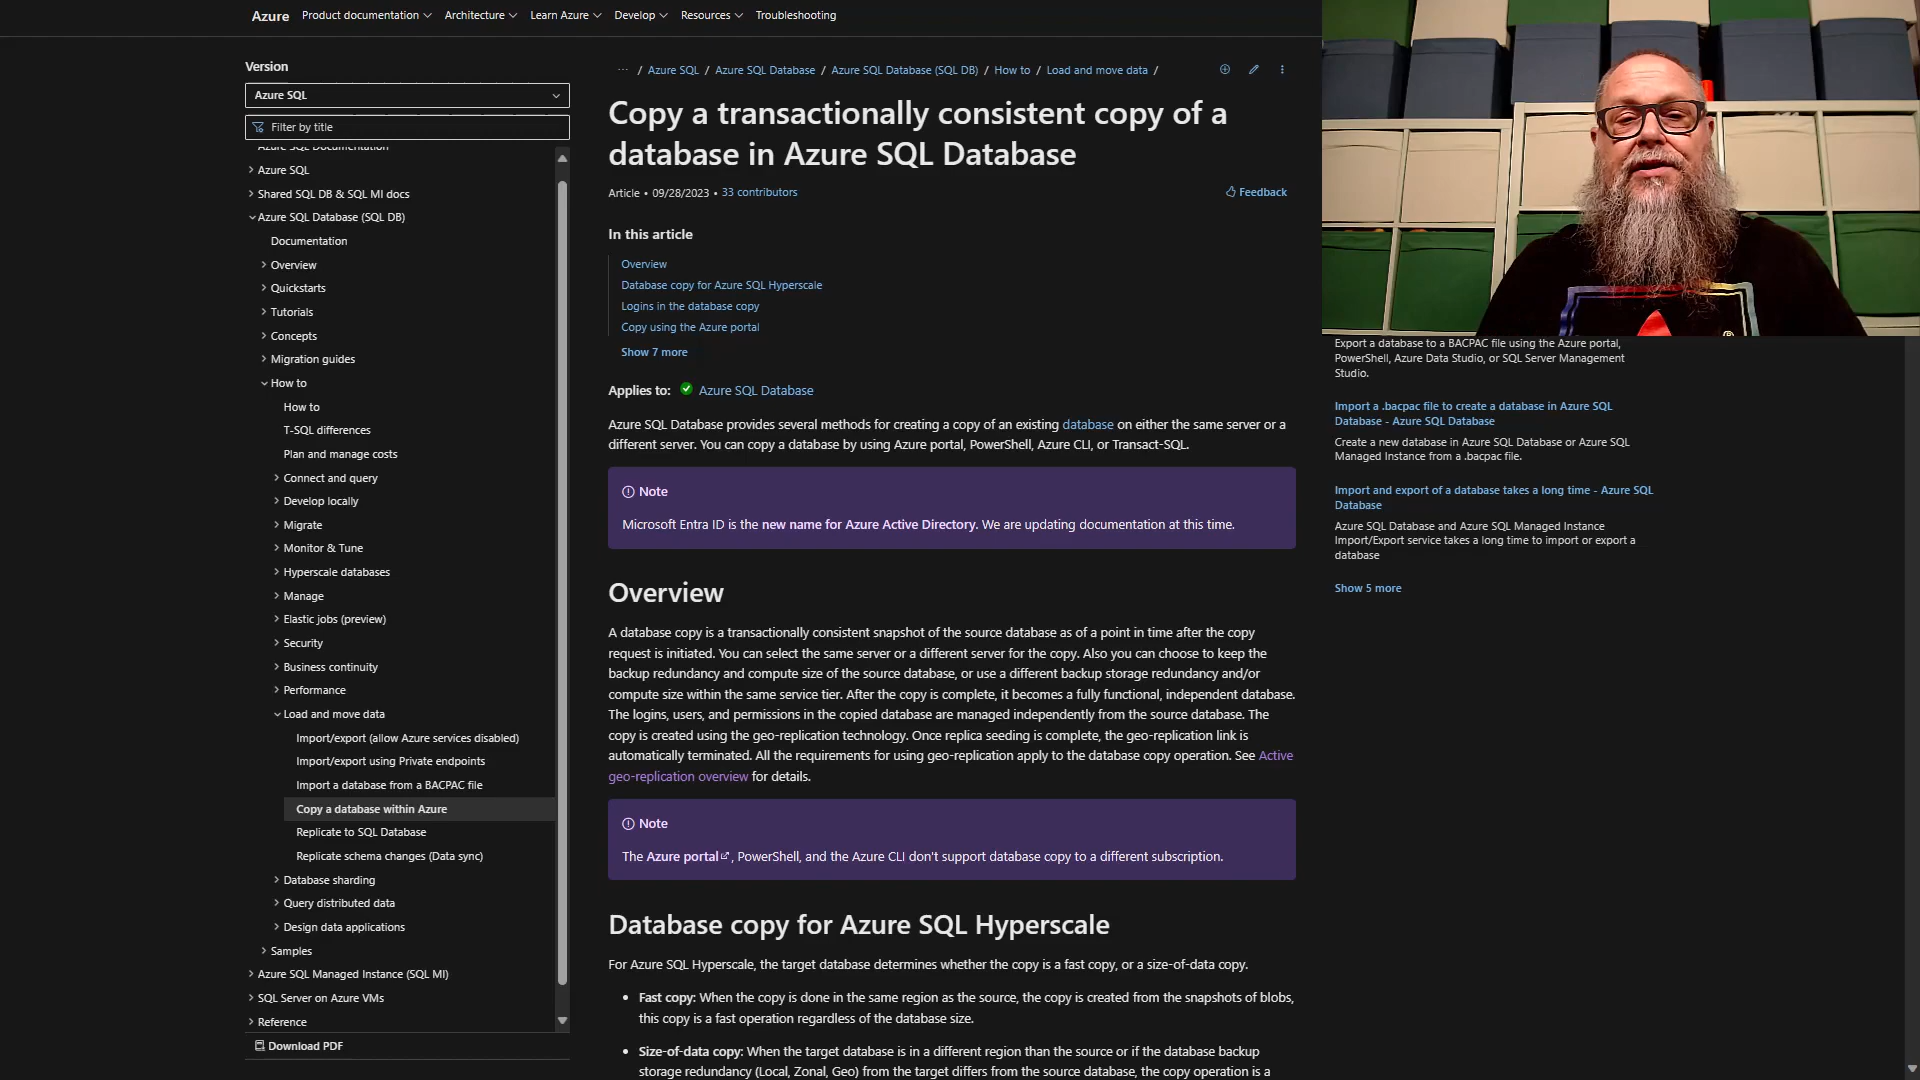 Azure
Product documentation
Architecture
Learn Azure
Develop
Resources
Troubleshooting
Version
Azure SQL
Filter by title
Azure SQL Documentation
Azure SQL
Shared SQL DB & SQL MI docs
Azure SQL Database (SQL DB)
Documentation
Overview
Quickstarts
Tutorials
Concepts
Migration guides
How to
How to
T-SQL differences
Plan and manage costs
Connect and query
Develop locally
Migrate
Monitor & Tune
Hyperscale databases
Manage
Elastic jobs (preview)
Security
Business continuity
Performance
Load and move data
Import/export (allow Azure services disabled)
Import/export using Private endpoints
Import a database from a BACPAC file
Copy a database within Azure
Replicate to SQL Database
Replicate schema changes (Data sync)
Database sharding
Query distributed data
Design data applications
Samples
Azure SQL Managed Instance (SQL MI)
SQL Server on Azure VMs
Reference
Download PDF
··· / Azure SQL / Azure SQL Database / Azure SQL Database (SQL DB) / How to / Load and move data /
Copy a transactionally consistent copy of a
database in Azure SQL Database
Article • 09/28/2023 • 33 contributors
Feedback
In this article
Overview
Database copy for Azure SQL Hyperscale
Logins in the database copy
Copy using the Azure portal
Show 7 more
Applies to: Azure SQL Database
Azure SQL Database provides several methods for creating a copy of an existing database on either the same server or a
different server. You can copy a database by using Azure portal, PowerShell, Azure CLI, or Transact-SQL.
Note
Microsoft Entra ID is the new name for Azure Active Directory. We are updating documentation at this time.
Overview
A database copy is a transactionally consistent snapshot of the source database as of a point in time after the copy
request is initiated. You can select the same server or a different server for the copy. Also you can choose to keep the
backup redundancy and compute size of the source database, or use a different backup storage redundancy and/or
compute size within the same service tier. After the copy is complete, it becomes a fully functional, independent database.
The logins, users, and permissions in the copied database are managed independently from the source database. The
copy is created using the geo-replication technology. Once replica seeding is complete, the geo-replication link is
automatically terminated. All the requirements for using geo-replication apply to the database copy operation. See Active
geo-replication overview for details.
Note
The Azure portal, PowerShell, and the Azure CLI don't support database copy to a different subscription.
Database copy for Azure SQL Hyperscale
For Azure SQL Hyperscale, the target database determines whether the copy is a fast copy, or a size-of-data copy.
• Fast copy: When the copy is done in the same region as the source, the copy is created from the snapshots of blobs,
this copy is a fast operation regardless of the database size.
• Size-of-data copy: When the target database is in a different region than the source or if the database backup
storage redundancy (Local, Zonal, Geo) from the target differs from the source database, the copy operation is a
Export a database to a BACPAC file using the Azure portal,
PowerShell, Azure Data Studio, or SQL Server Management
Studio.
Import a .bacpac file to create a database in Azure SQL
Database - Azure SQL Database
Create a new database in Azure SQL Database or Azure SQL
Managed Instance from a .bacpac file.
Import and export of a database takes a long time - Azure SQL
Database
Azure SQL Database and Azure SQL Managed Instance
Import/Export service takes a long time to import or export a
database
Show 5 more
®